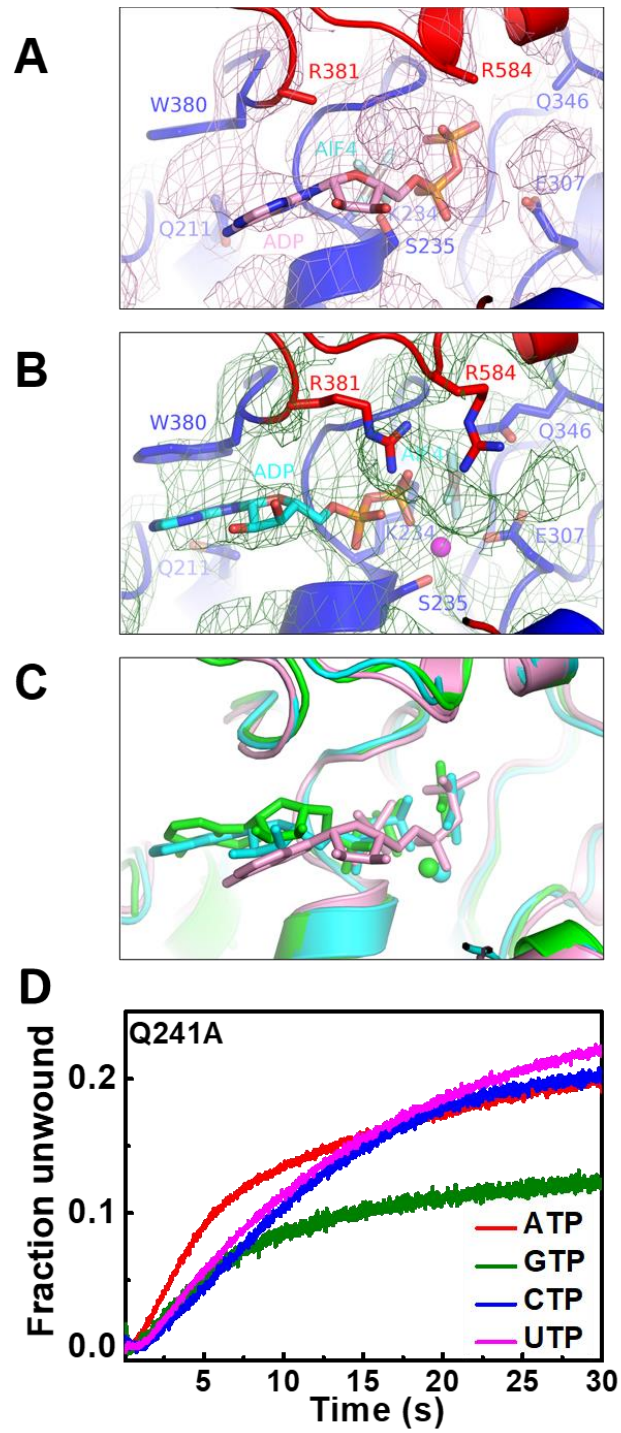 A
W380
R381
R584
Q346
AlF4
E307
Q211
K234
ADP
S235
B
R381
R584
W380
Q346
ADP
AlF4
K234
E307
Q211
S235
C
D
Q241A
Fraction unwound
0.2
0.1
0.0
ATP
GTP
CTP
UTP
5 10 15 20 25 30
Time (s)